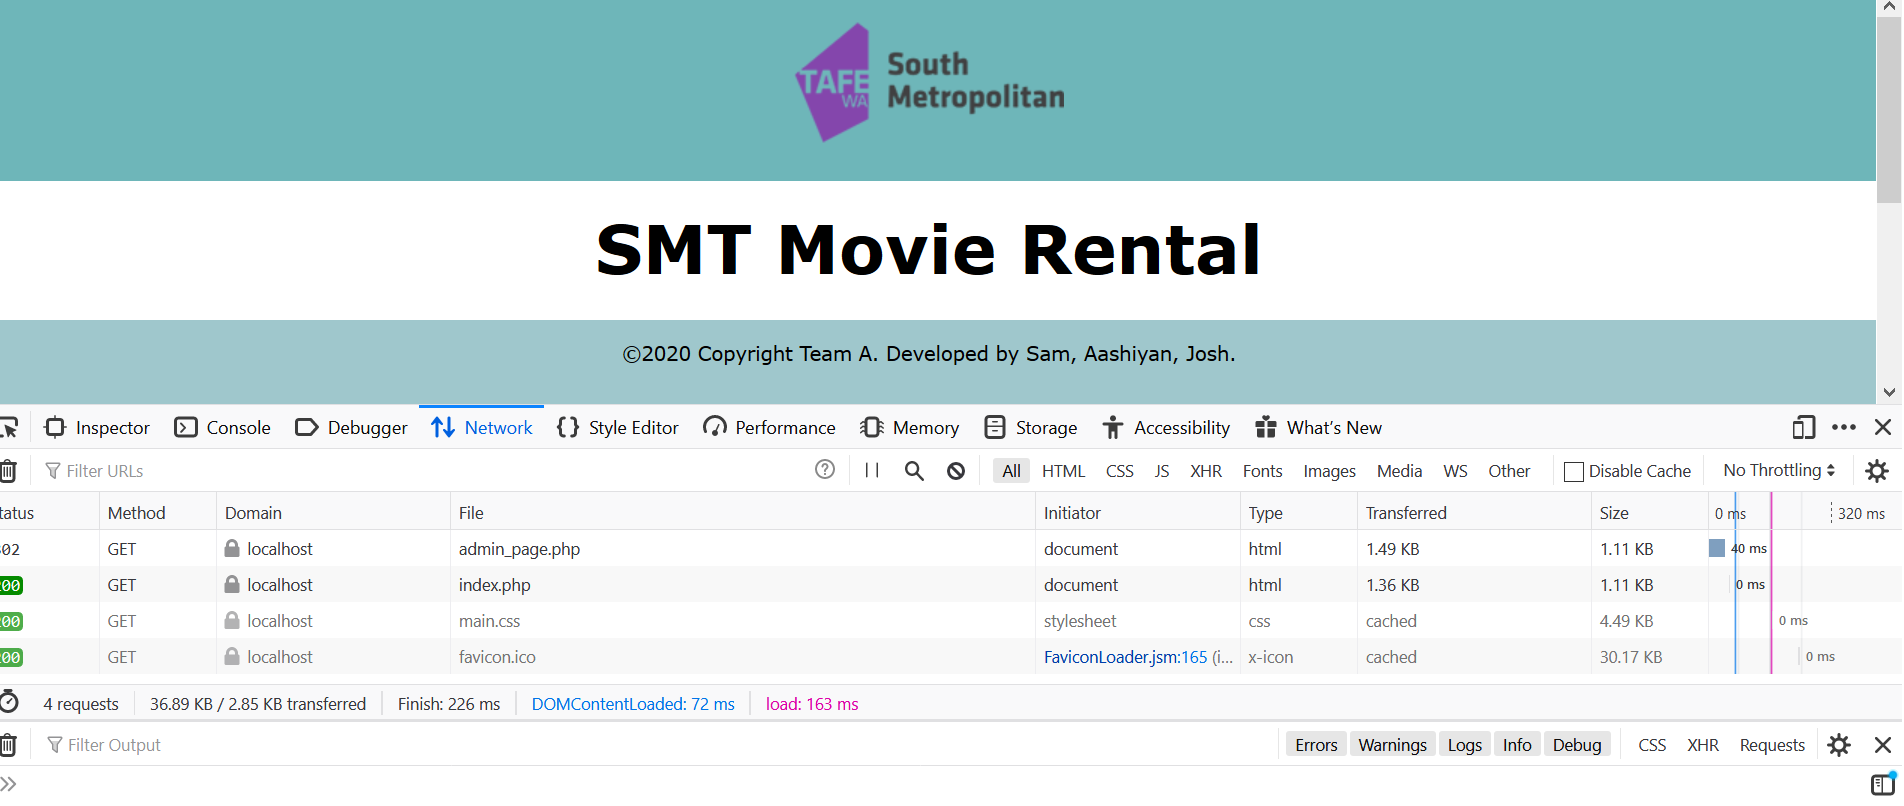 TAFE
WA
South
Metropolitan
SMT Movie Rental
©2020 Copyright Team A. Developed by Sam, Aashiyan, Josh.
Inspector Console Debugger Network Style Editor Performance Memory Storage Accessibility What's New
Filter URLs All HTML CSS JS XHR Fonts Images Media WS Other Disable Cache No Throttling
tatus Method Domain File Initiator Type Transferred Size 0 ms 320 ms
02 GET localhost admin_page.php document html 1.49 KB 1.11 KB 40 ms
200 GET localhost index.php document html 1.36 KB 1.11 KB 0 ms
200 GET localhost main.css stylesheet css cached 4.49 KB 0 ms
200 GET localhost favicon.ico FaviconLoader.jsm:165 (i... x-icon cached 30.17 KB 0 ms
4 requests 36.89 KB / 2.85 KB transferred Finish: 226 ms DOMContentLoaded: 72 ms load: 163 ms
Filter Output Errors Warnings Logs Info Debug CSS XHR Requests